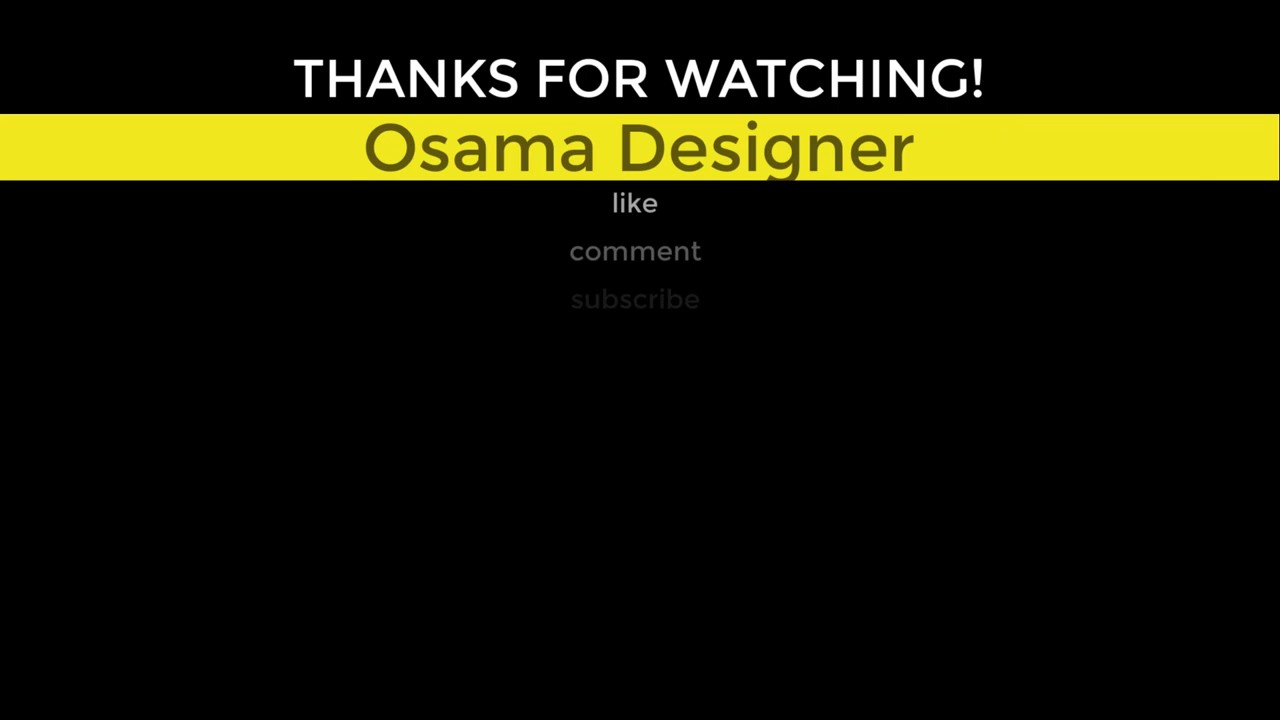 THANKS FOR WATCHING!
Osama Designer
like
comment
subscribe